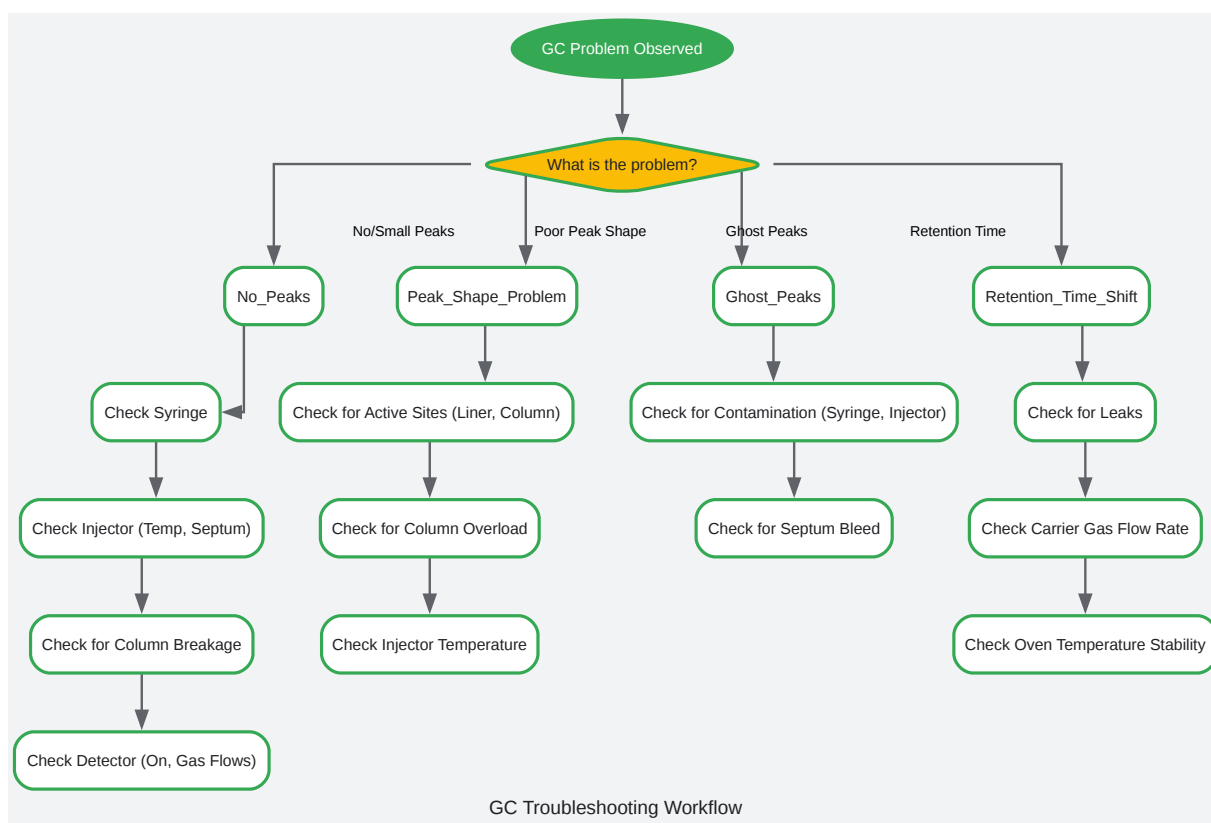 GC Problem Observed
What is the problem?
No/Small Peaks
Poor Peak Shape
Ghost Peaks
Retention Time
No_Peaks
Peak_Shape_Problem
Ghost_Peaks
Retention_Time_Shift
Check Syringe
Check for Active Sites (Liner, Column)
Check for Contamination (Syringe, Injector)
Check for Leaks
Check Injector (Temp, Septum)
Check for Column Overload
Check for Septum Bleed
Check Carrier Gas Flow Rate
Check for Column Breakage
Check Injector Temperature
Check Oven Temperature Stability
Check Detector (On, Gas Flows)
GC Troubleshooting Workflow